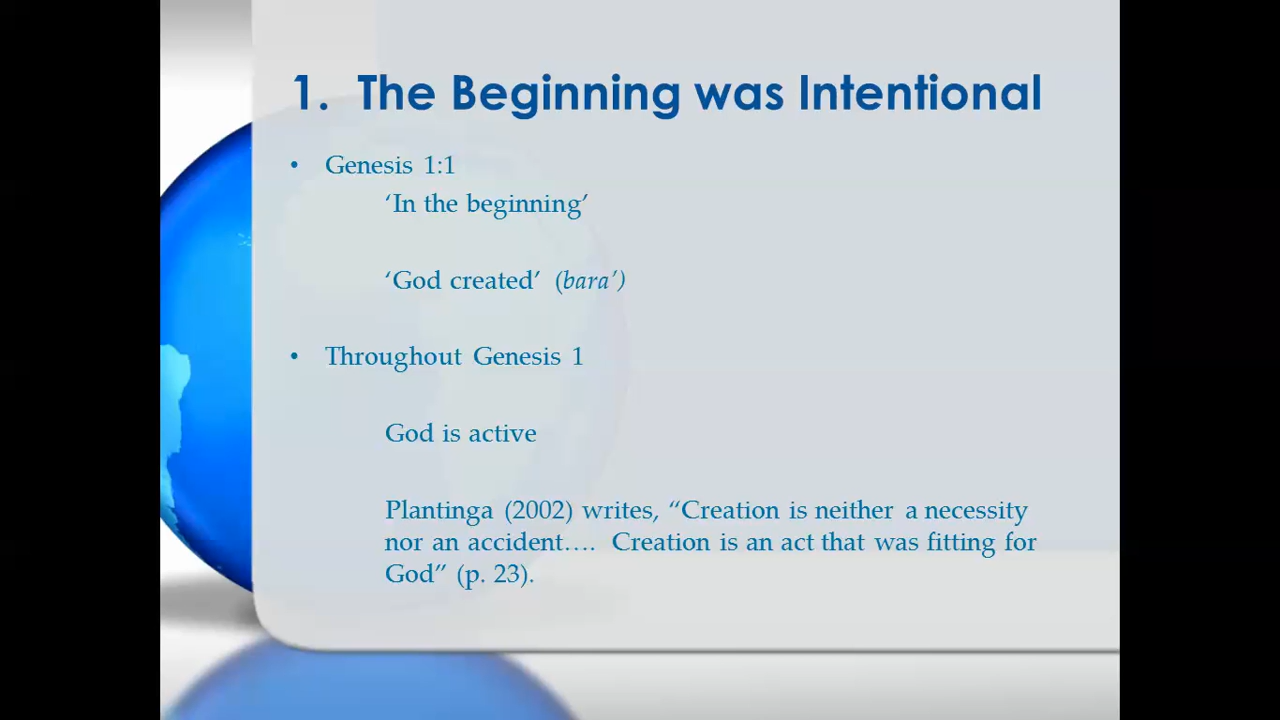 1. The Beginning was Intentional
• Genesis 1:1
‘In the beginning’
‘God created’ (bara’)
• Throughout Genesis 1
God is active
Plantinga (2002) writes, “Creation is neither a necessity
nor an accident…. Creation is an act that was fitting for
God” (p. 23).